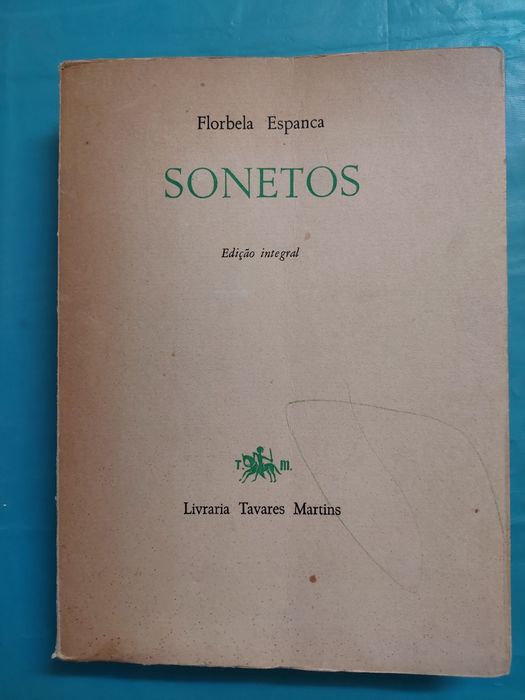 Florbela Espanca
SONETOS
Edição integral
T. M.
Livraria Tavares Martins